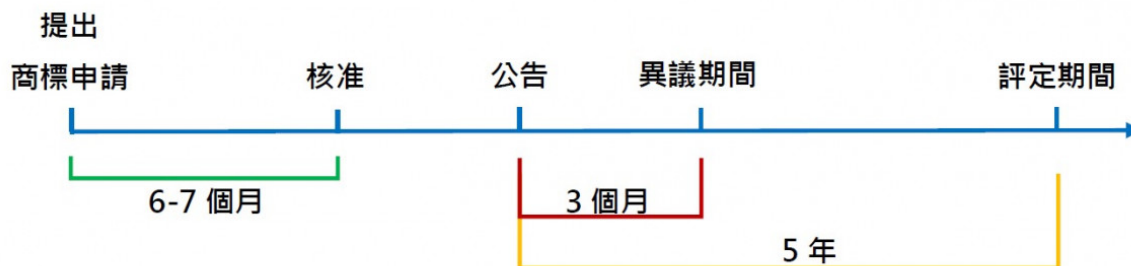 提出
商標申請
核准
公告
異議期間
評定期間
6-7 個月
3 個月
5 年